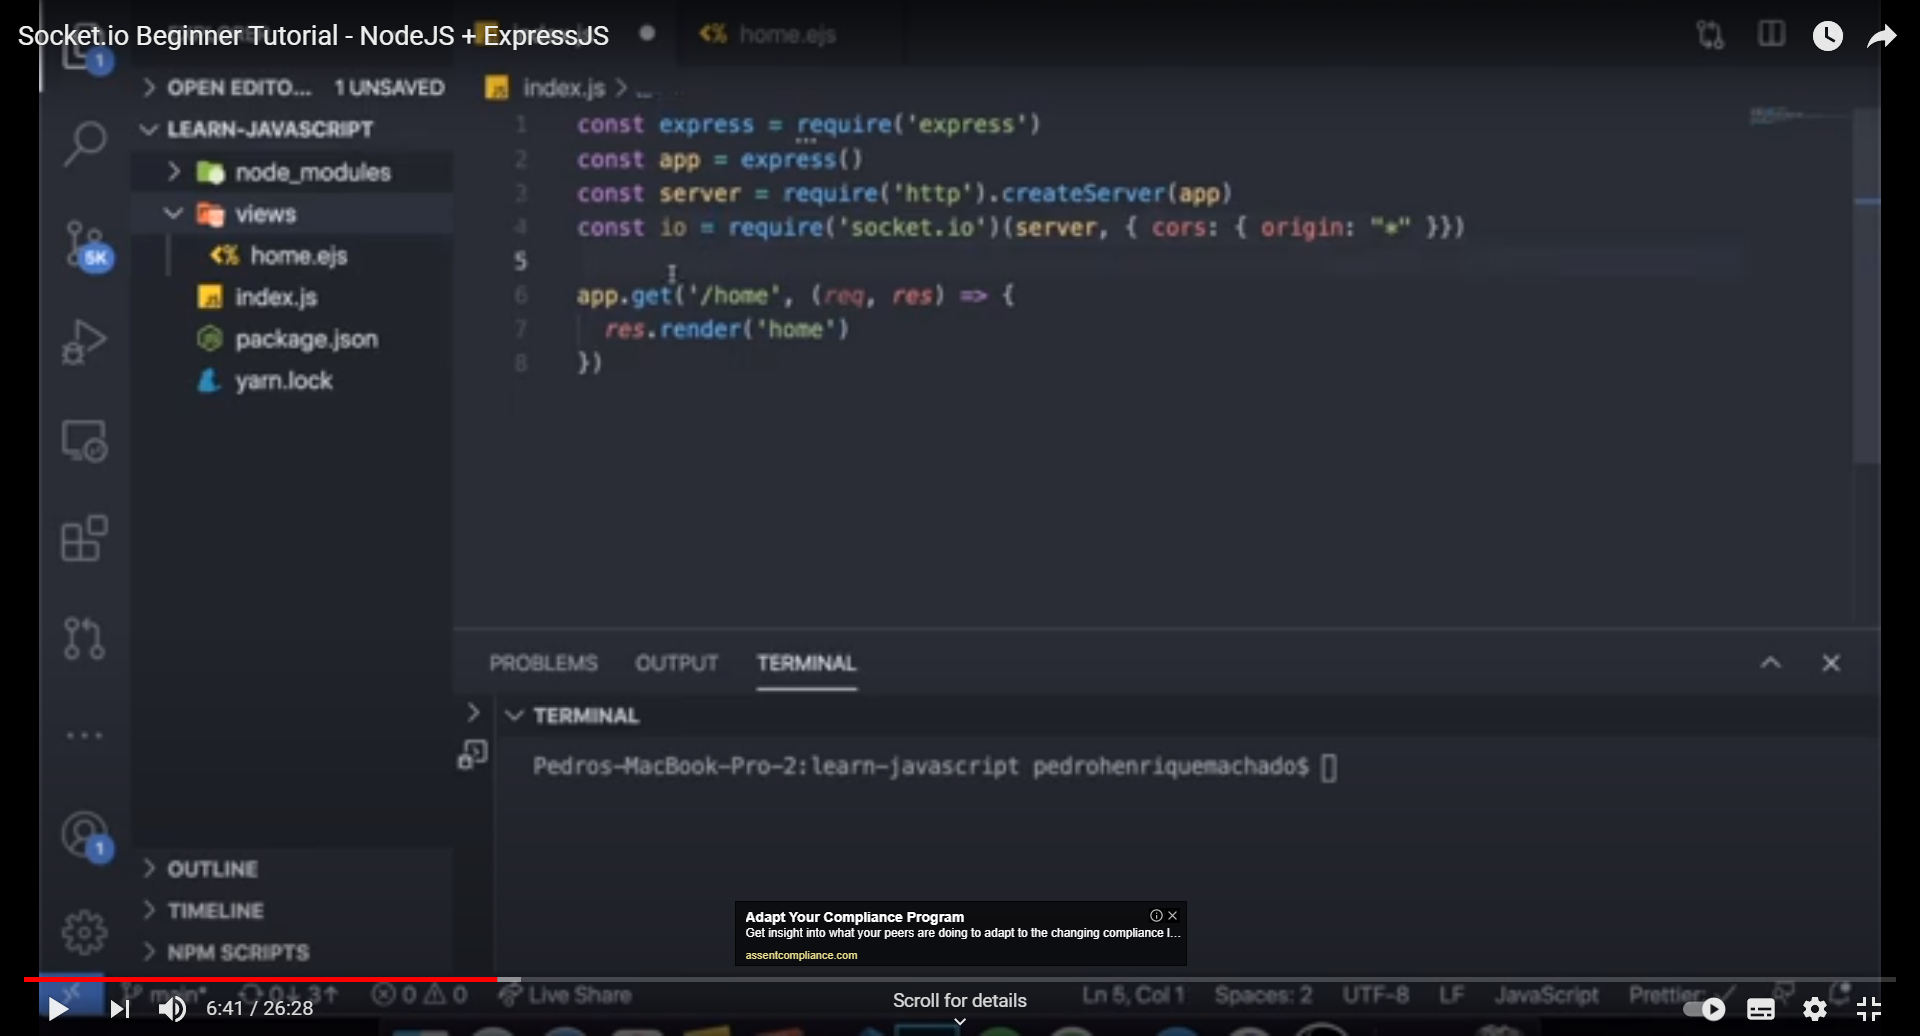 Socket.io Beginner Tutorial - NodeJS + ExpressJS
home.ejs
1
OPEN EDITO... 1 UNSAVED
index.js
LEARN-JAVASCRIPT
node_modules
views
home.ejs
index.js
package.json
yarn.lock
5K
1 const express = require('express')
2 const app = express()
3 const server = require('http').createServer(app)
4 const io = require('socket.io')(server, { cors: { origin: "*" }})
5
6 app.get('/home', (req, res) => {
7 res.render('home')
8 })
PROBLEMS OUTPUT TERMINAL
TERMINAL
Pedros-MacBook-Pro-2:learn-javascript pedrohenriquemachado$
1
OUTLINE
TIMELINE
NPM SCRIPTS
Adapt Your Compliance Program
Get insight into what your peers are doing to adapt to the changing compliance l...
assentcompliance.com
main* 0↓ 3↑ 0 0 Live Share
Ln 5, Col 1 Spaces: 2 UTF-8 LF JavaScript Prettier: ✓
6:41 / 26:28
Scroll for details